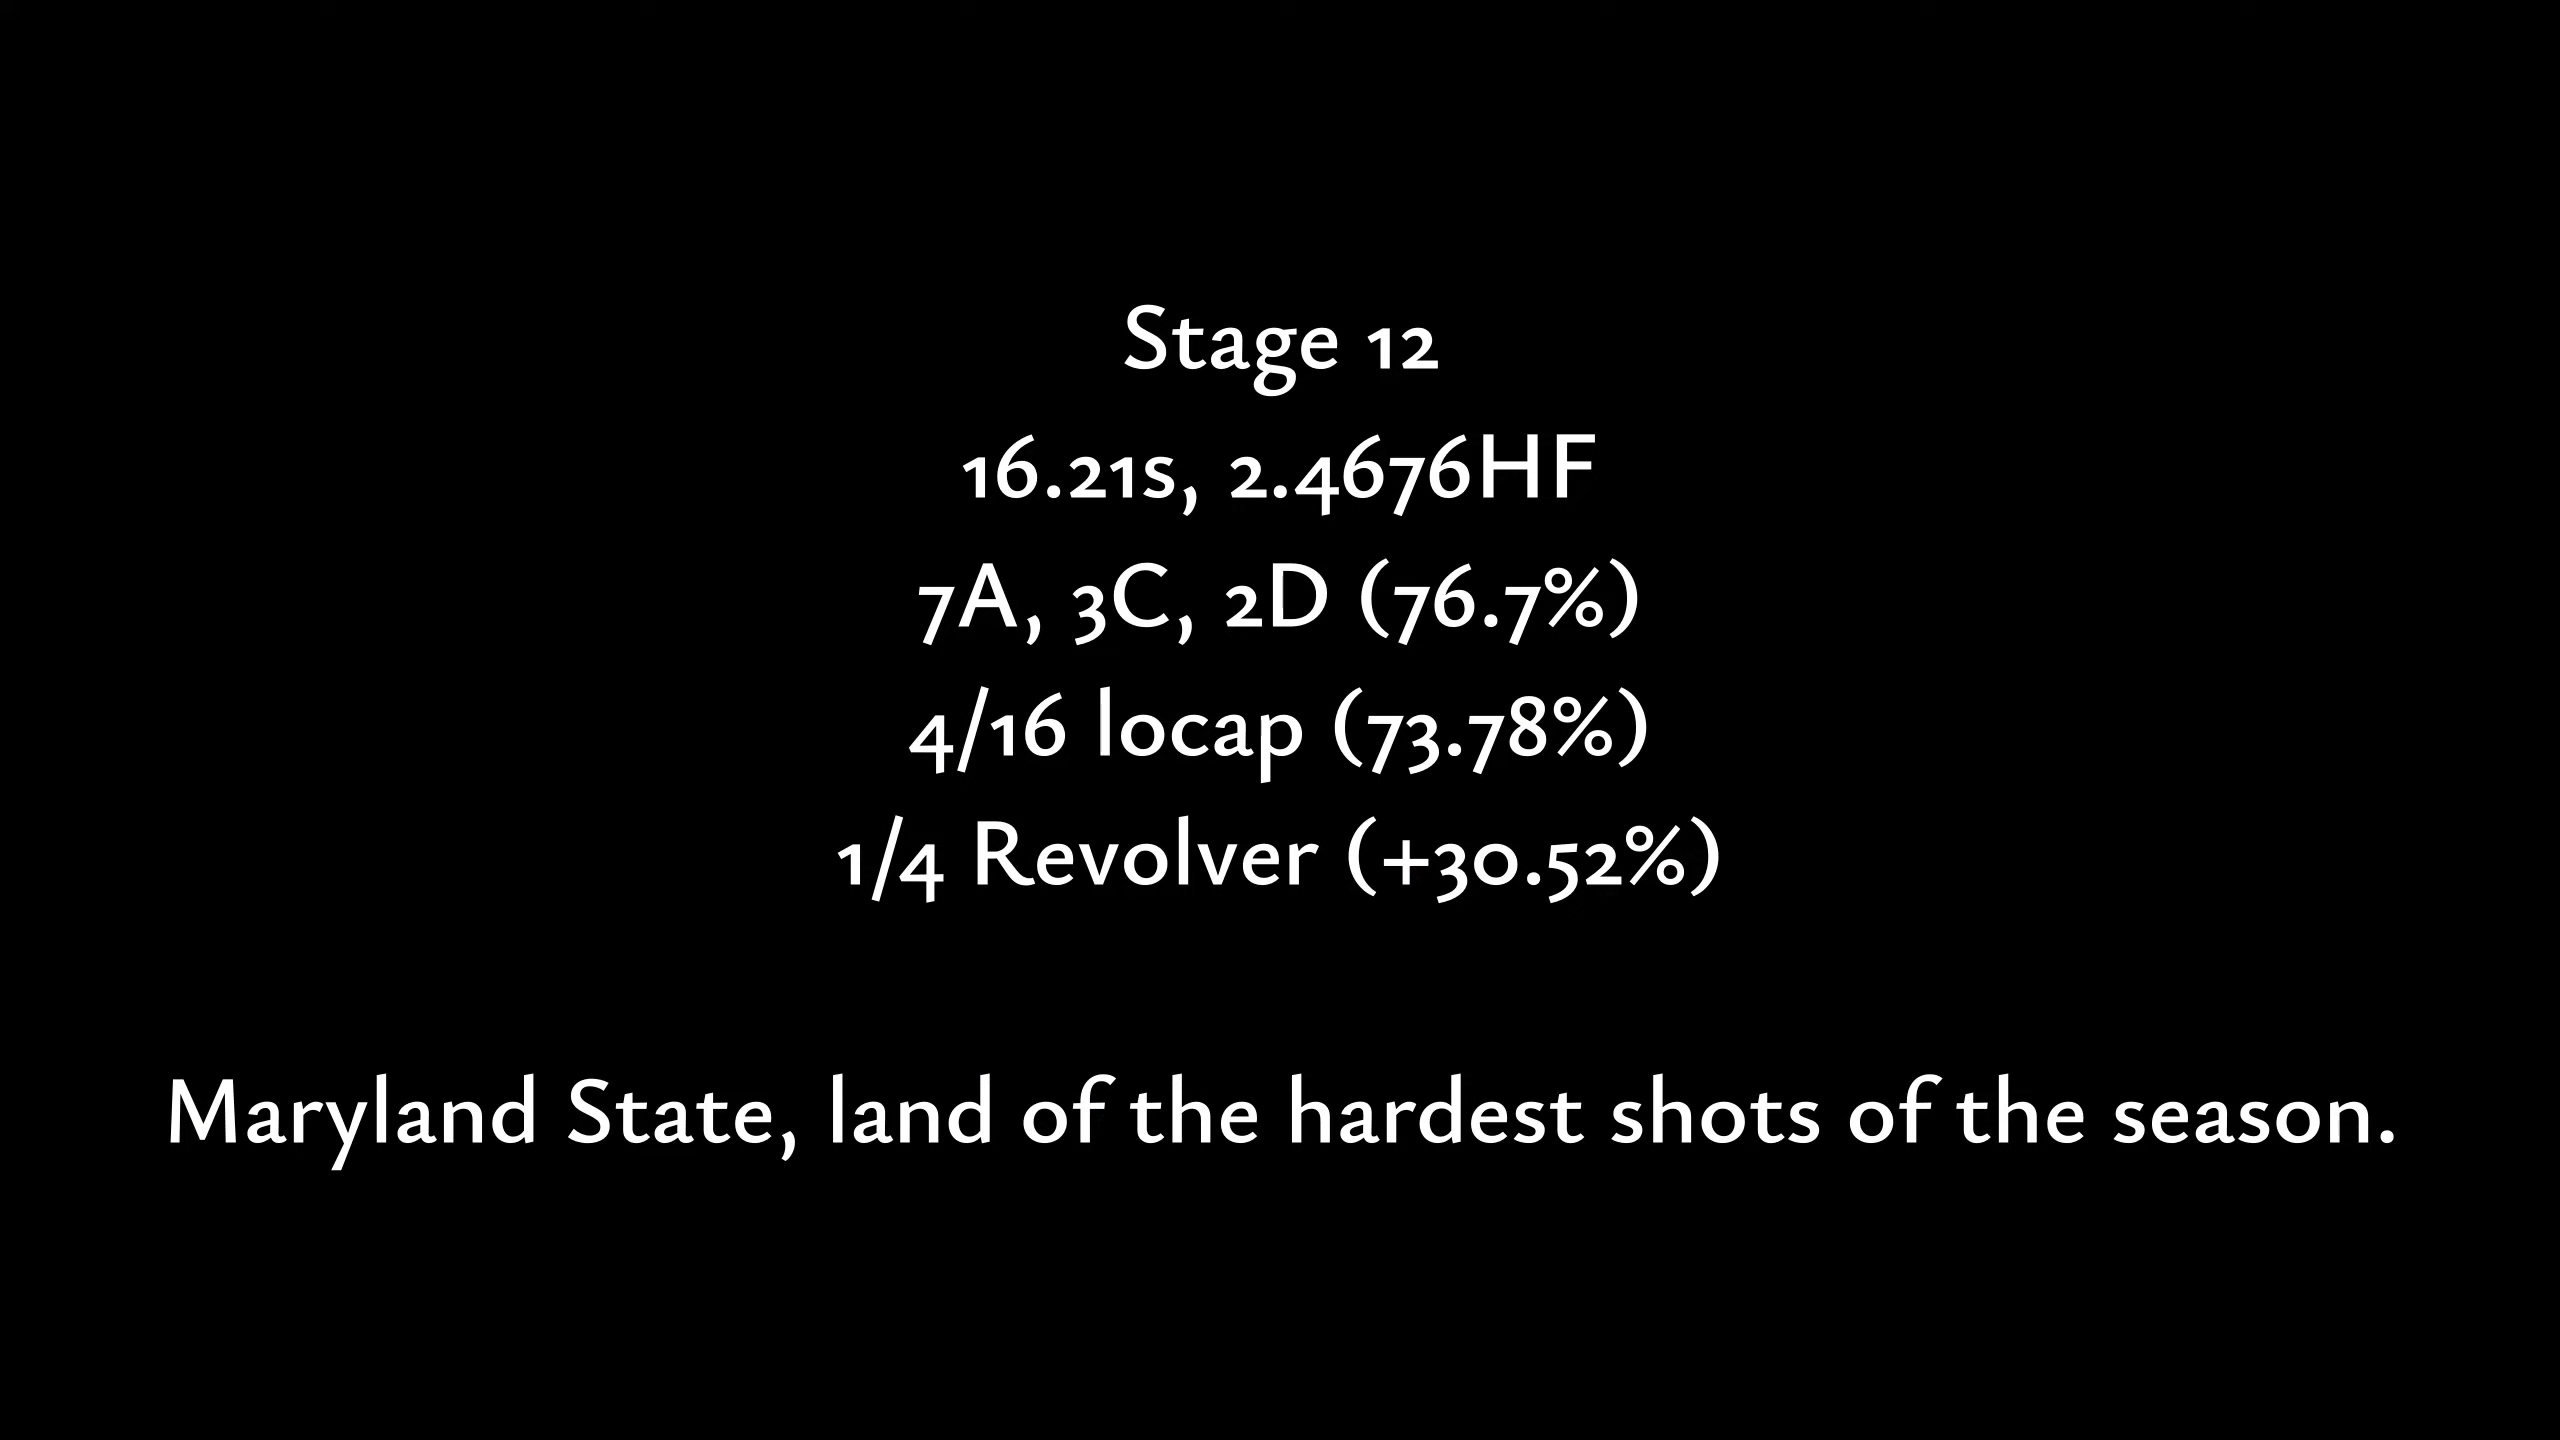 Stage 12
16.21s, 2.4676HF
7A, 3C, 2D (76.7%)
4/16 locap (73.78%)
1/4 Revolver (+30.52%)
Maryland State, land of the hardest shots of the season.